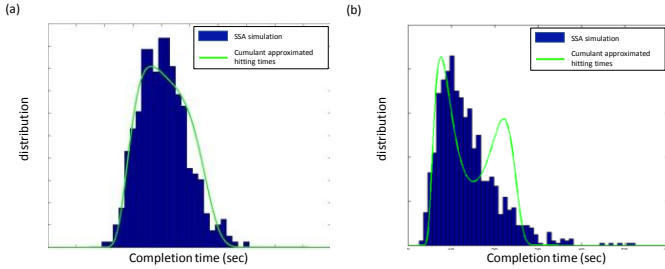 (a)
SSA simulation
Cumulant approximated
hitting times
distribution
Completion time (sec)
(b)
SSA simulation
Cumulant approximated
hitting times
distribution
Completion time (sec)